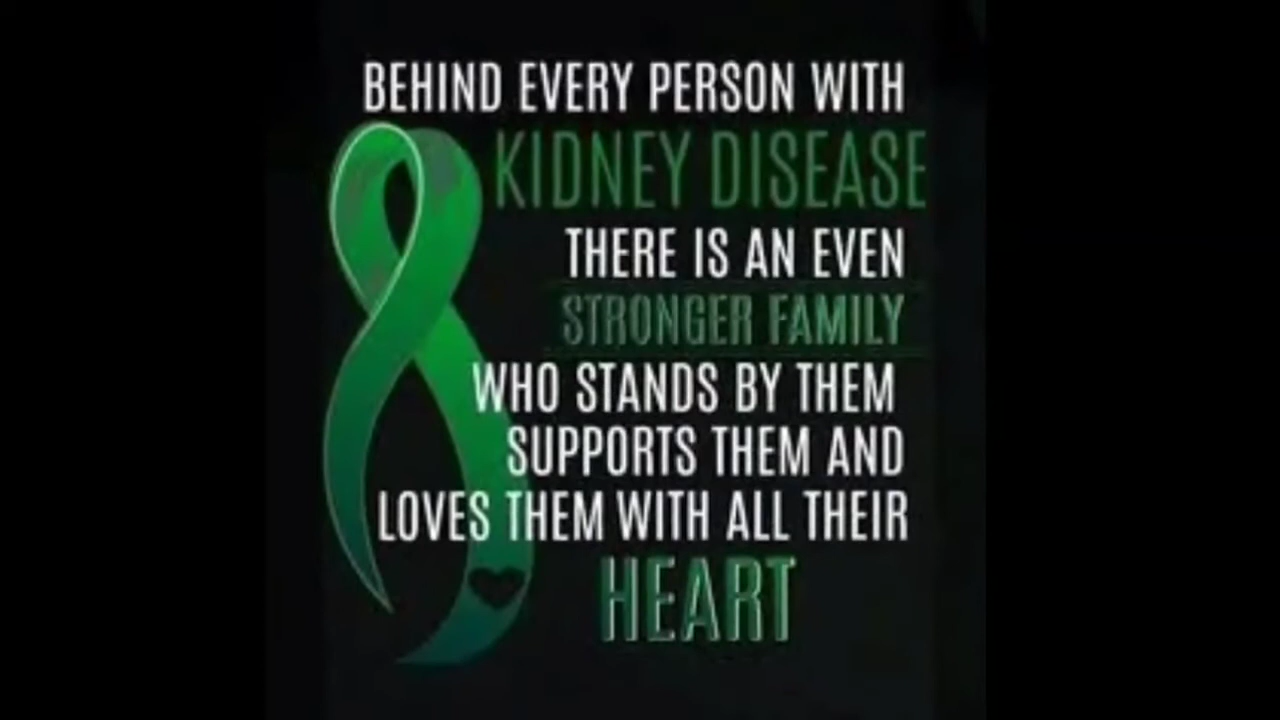 BEHIND EVERY PERSON WITH
KIDNEY DISEASE
THERE IS AN EVEN
STRONGER FAMILY
WHO STANDS BY THEM
SUPPORTS THEM AND
LOVES THEM WITH ALL THEIR
HEART